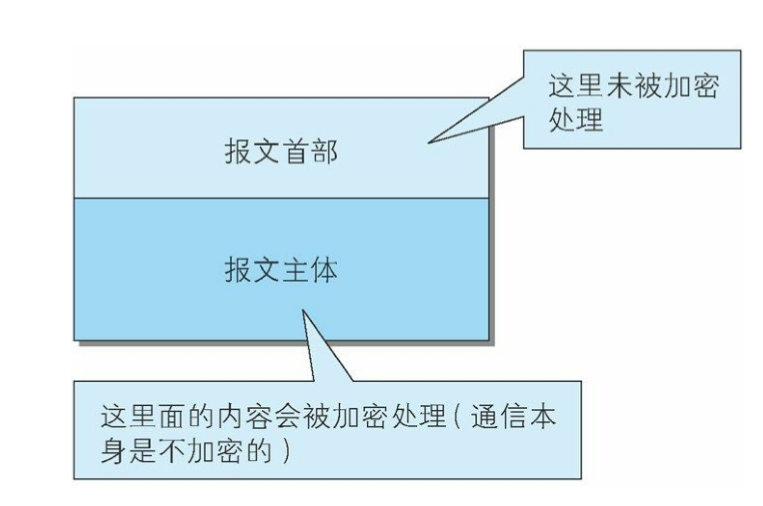 这里未被加密
处理
报文首部
报文主体
这里面的内容会被加密处理（通信本
身是不加密的）